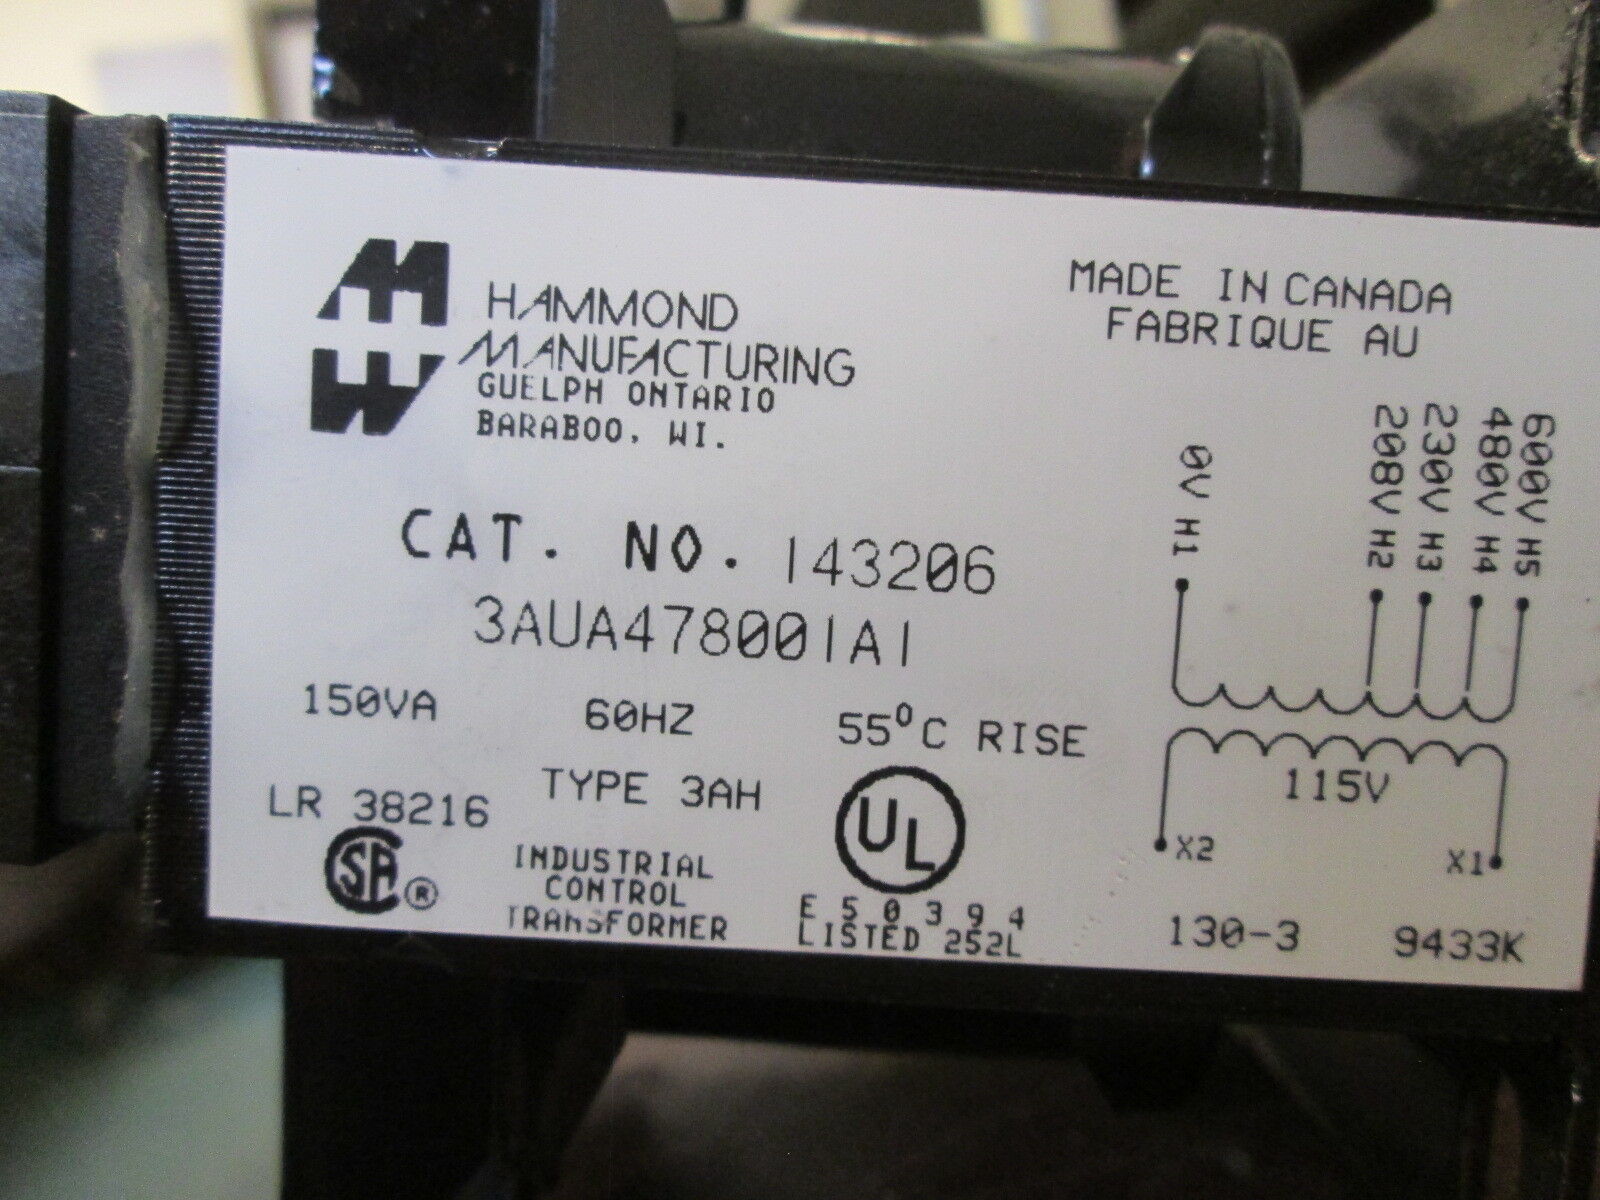 HAMMOND
MANUFACTURING
GUELPH ONTARIO
BARABOO, WI.
MADE IN CANADA
FABRIQUE AU
CAT. NO. 143206
3AUA478001A1
150VA 60HZ 55°C RISE
LR 38216 TYPE 3AH
SA ®
INDUSTRIAL
CONTROL
TRANSFORMER
UL
E50394
LISTED 252L
0V H1
208V H2
230V H3
480V H4
600V H5
115V
X2 X1
130-3 9433K